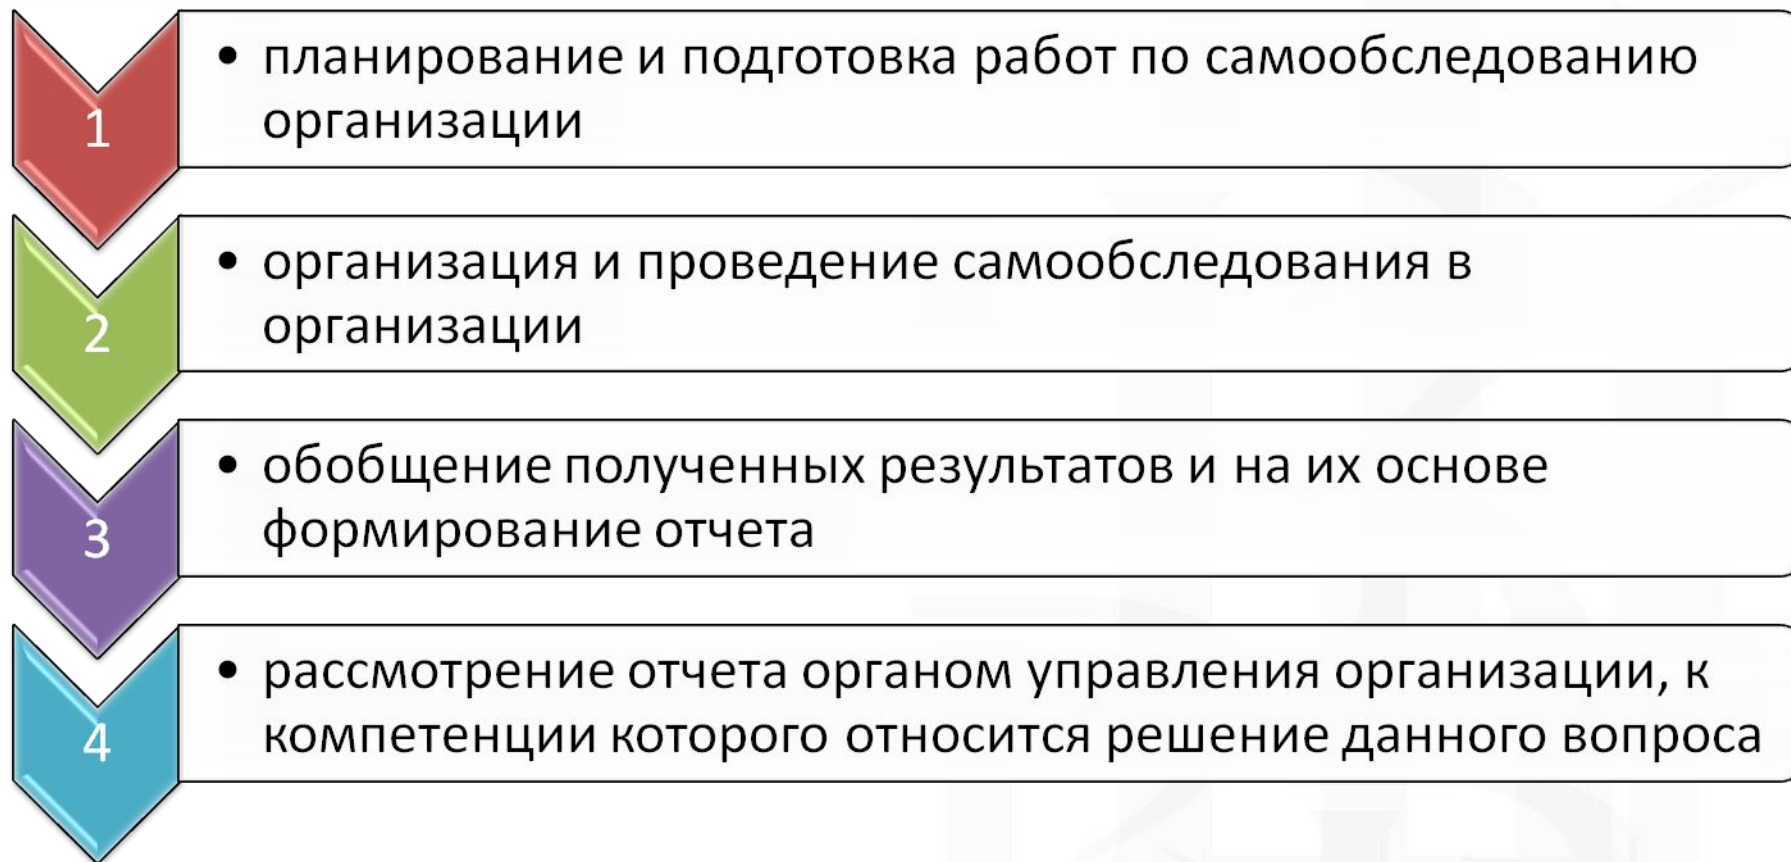 1
• планирование и подготовка работ по самообследованию
организации
2
• организация и проведение самообследования в
организации
3
• обобщение полученных результатов и на их основе
формирование отчета
4
• рассмотрение отчета органом управления организации, к
компетенции которого относится решение данного вопроса